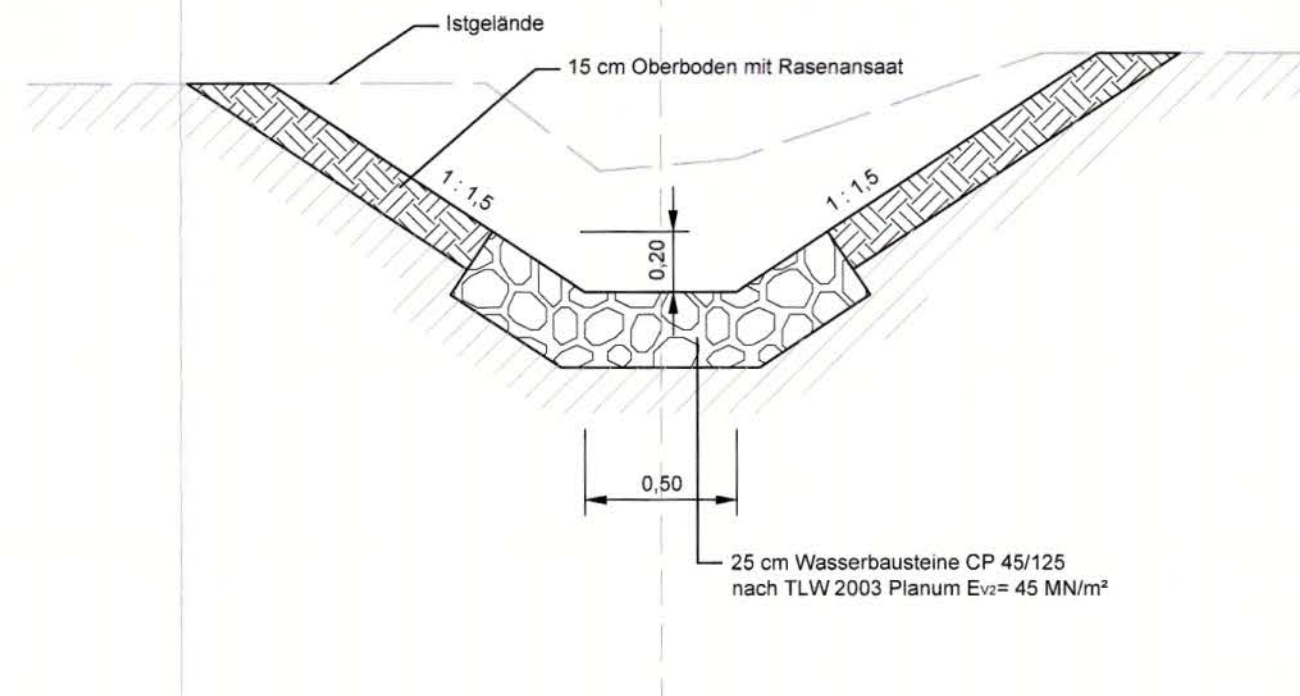 Istgelände
15 cm Oberboden mit Rasenansaat
1 : 1,5
1 : 1,5
0,20
0,50
25 cm Wasserbausteine CP 45/125
nach TLW 2003 Planum Ev2= 45 MN/m²